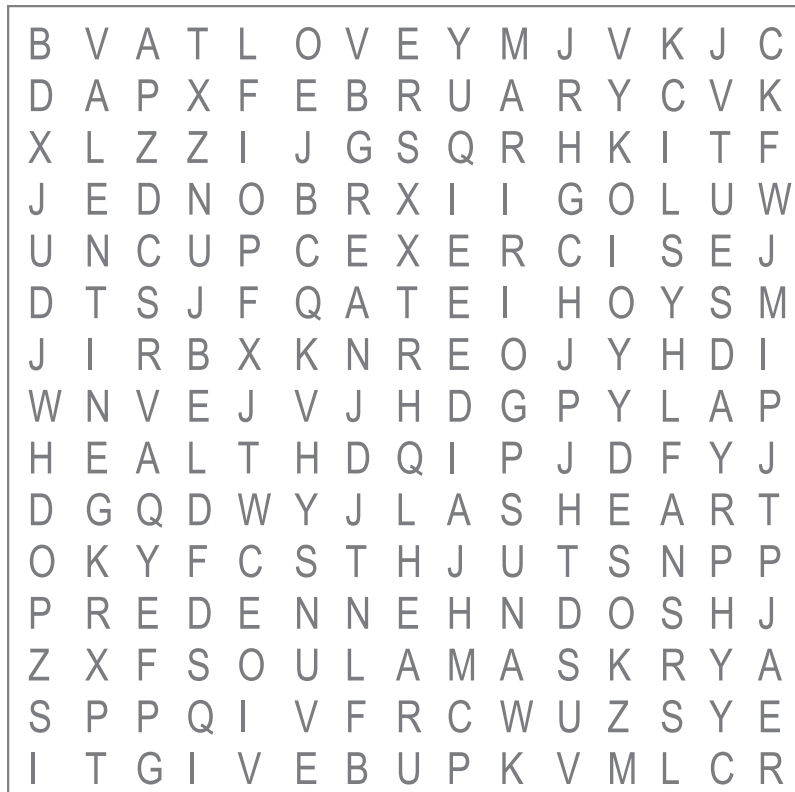 B V A T L O V E Y M J V K J C
D A P X F E B R U A R Y C V K
X L Z Z I J G S Q R H K I T F
J E D N O B R X I I G O L U W
U N C U P C E X E R C I S E J
D T S J F Q A T E I H O Y S M
J I R B X K N R E O J Y H D I
W N V E J V J H D G P Y L A P
H E A L T H D Q I P J D F Y J
D G Q D W Y J L A S H E A R T
O K Y F C S T H J U T S N P P
P R E D E N N E H N D O S H J
Z X F S O U L A M A S K R Y A
S P P Q I V F R C W U Z S Y E
I T G I V E B U P K V M L C R